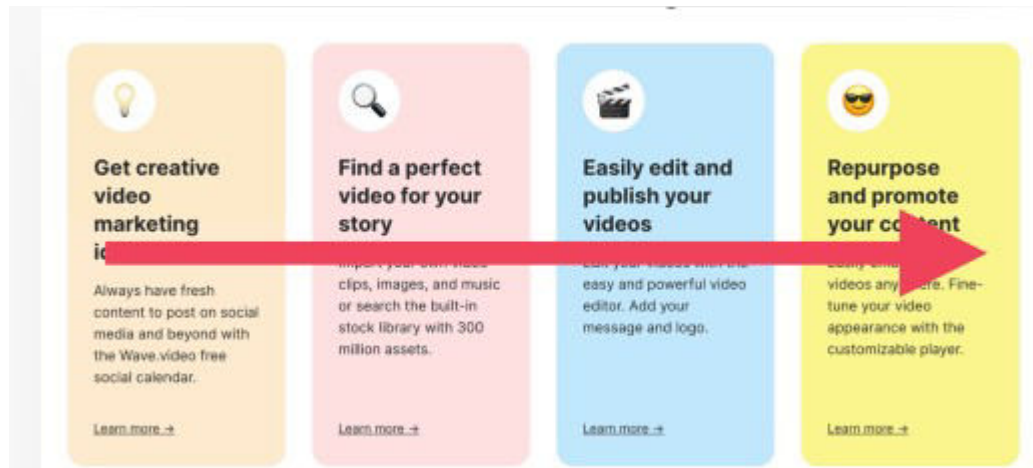 Get creative
video
marketing
Always have fresh
content to post on social
media and beyond with
the Wave.video free
social calendar.
Learn more →
Find a perfect
video for your
story
clips, images, and music
or search the built-in
stock library with 300
million assets.
Learn more →
Easily edit and
publish your
videos
easy and powerful video
editor. Add your
message and logo.
Learn more →
Repurpose
and promote
your content
videos anywhere. Fine-
tune your video
appearance with the
customizable player.
Learn more →